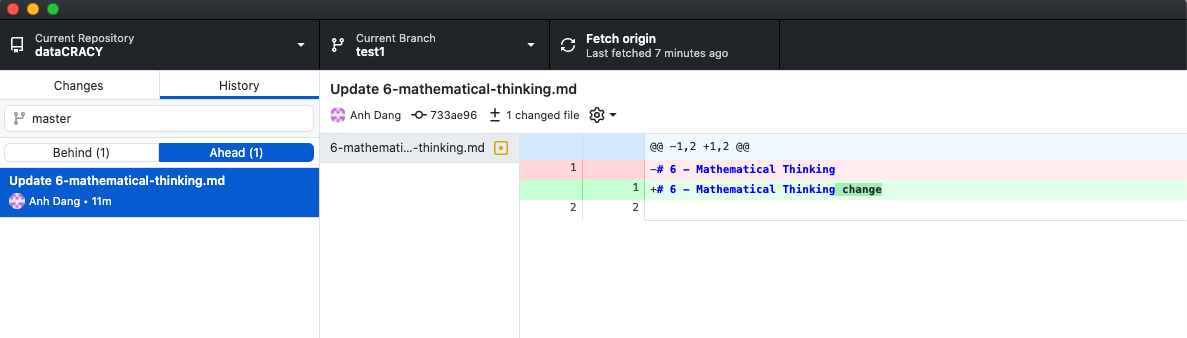 Current Repository
dataCRACY
Current Branch
test1
Fetch origin
Last fetched 7 minutes ago
Changes
History
master
Behind (1)
Ahead (1)
Update 6-mathematical-thinking.md
Anh Dang • 11m
Update 6-mathematical-thinking.md
Anh Dang 733ae96 1 changed file
6-mathemati...-thinking.md
@@ -1,2 +1,2 @@
1 -# 6 - Mathematical Thinking
1 +# 6 - Mathematical Thinking change
2 2